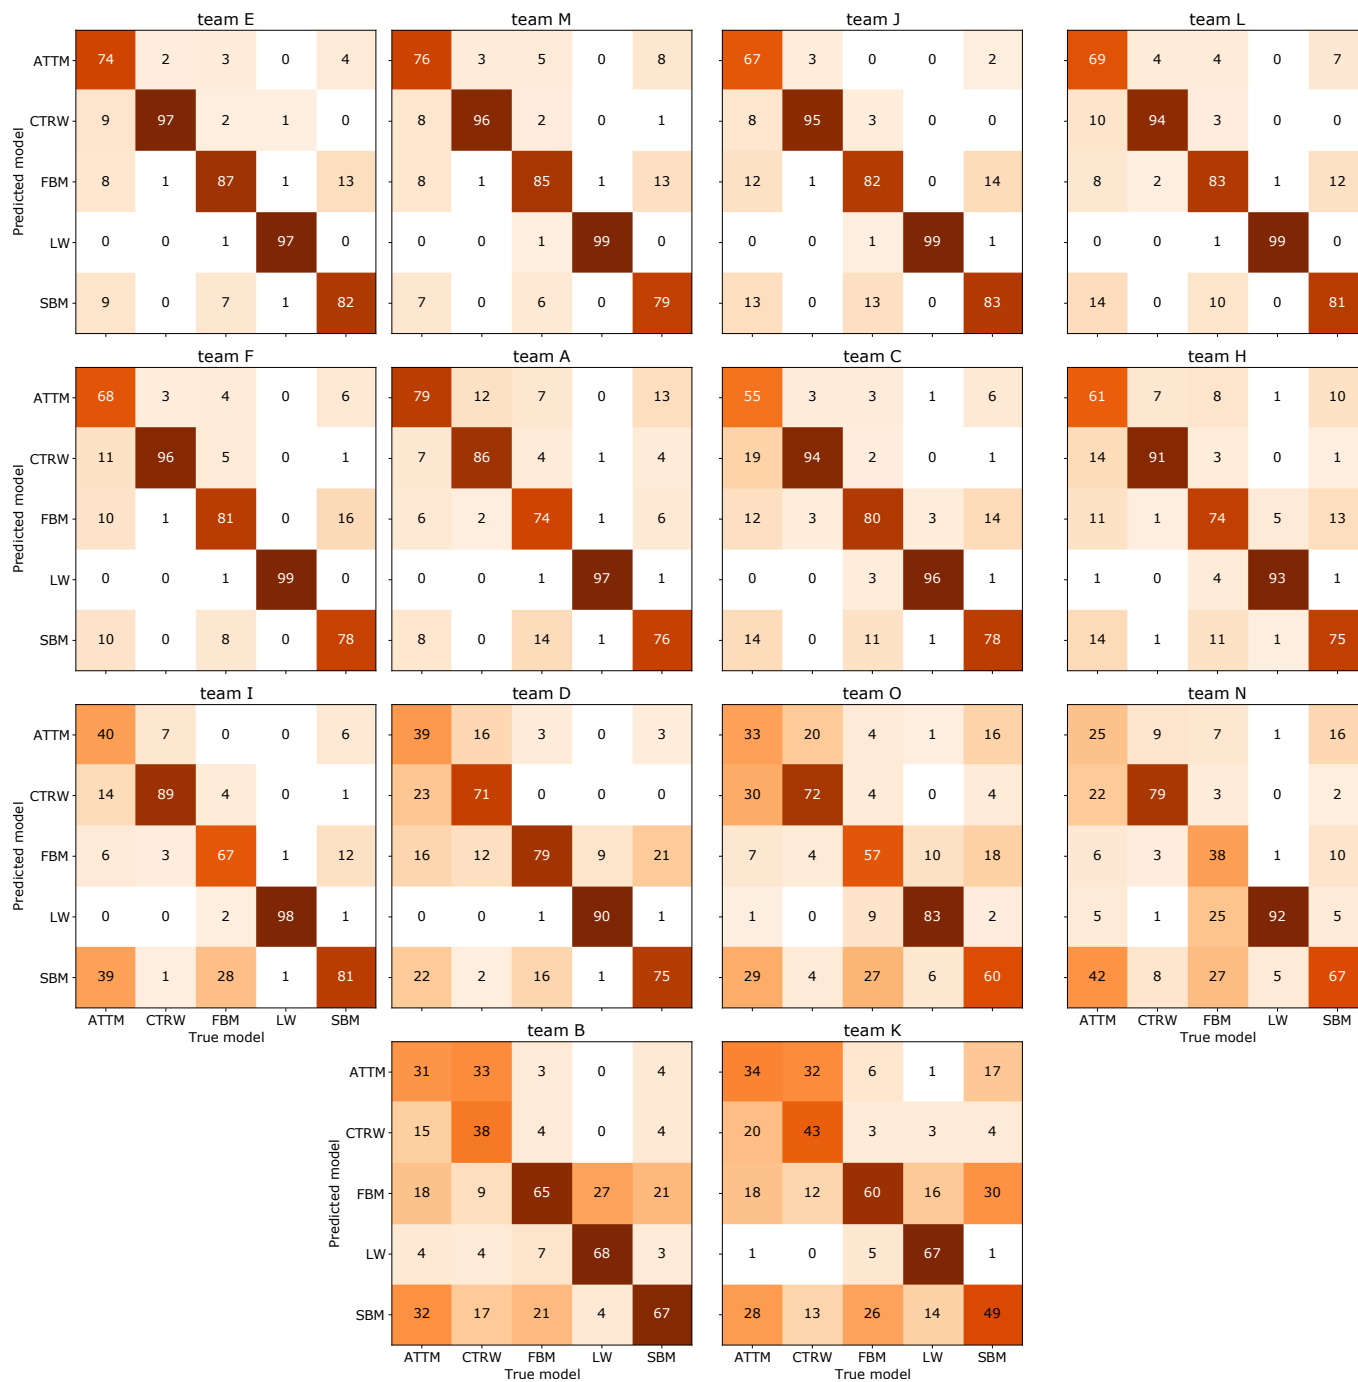 team E
team M
team J
team L
ATTM 74 2 3 0 4 76 3 5 0 8 67 3 0 0 2 69 4 4 0 7
CTRW 9 97 2 1 0 8 96 2 0 1 8 95 3 0 0 10 94 3 0 0
FBM 8 1 87 1 13 8 1 85 1 13 12 1 82 0 14 8 2 83 1 12
LW 0 0 1 97 0 0 0 1 99 0 0 0 1 99 1 0 0 1 99 0
SBM 9 0 7 1 82 7 0 6 0 79 13 0 13 0 83 14 0 10 0 81
Predicted model
team F
team A
team C
team H
ATTM 68 3 4 0 6 79 12 7 0 13 55 3 3 1 6 61 7 8 1 10
CTRW 11 96 5 0 1 7 86 4 1 4 19 94 2 0 1 14 91 3 0 1
FBM 10 1 81 0 16 6 2 74 1 6 12 3 80 3 14 11 1 74 5 13
LW 0 0 1 99 0 0 0 1 97 1 0 0 3 96 1 1 0 4 93 1
SBM 10 0 8 0 78 8 0 14 1 76 14 0 11 1 78 14 1 11 1 75
Predicted model
team I
team D
team O
team N
ATTM 40 7 0 0 6 39 16 3 0 3 33 20 4 1 16 25 9 7 1 16
CTRW 14 89 4 0 1 23 71 0 0 0 30 72 4 0 4 22 79 3 0 2
FBM 6 3 67 1 12 16 12 79 9 21 7 4 57 10 18 6 3 38 1 10
LW 0 0 2 98 1 0 0 1 90 1 1 0 9 83 2 5 1 25 92 5
SBM 39 1 28 1 81 22 2 16 1 75 29 4 27 6 60 42 8 27 5 67
Predicted model
ATTM CTRW FBM LW SBM
True model
ATTM CTRW FBM LW SBM
True model
team B
team K
ATTM 31 33 3 0 4 34 32 6 1 17
CTRW 15 38 4 0 4 20 43 3 3 4
FBM 18 9 65 27 21 18 12 60 16 30
LW 4 4 7 68 3 1 0 5 67 1
SBM 32 17 21 4 67 28 13 26 14 49
Predicted model
ATTM CTRW FBM LW SBM
True model
ATTM CTRW FBM LW SBM
True model